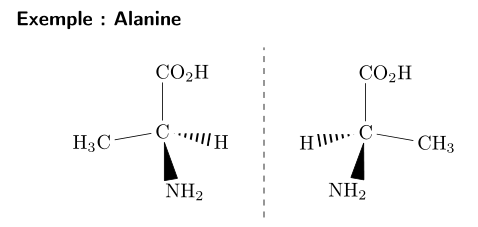 Exemple : Alanine
CO₂H CO₂H
H₃C C H H C CH₃
NH₂ NH₂